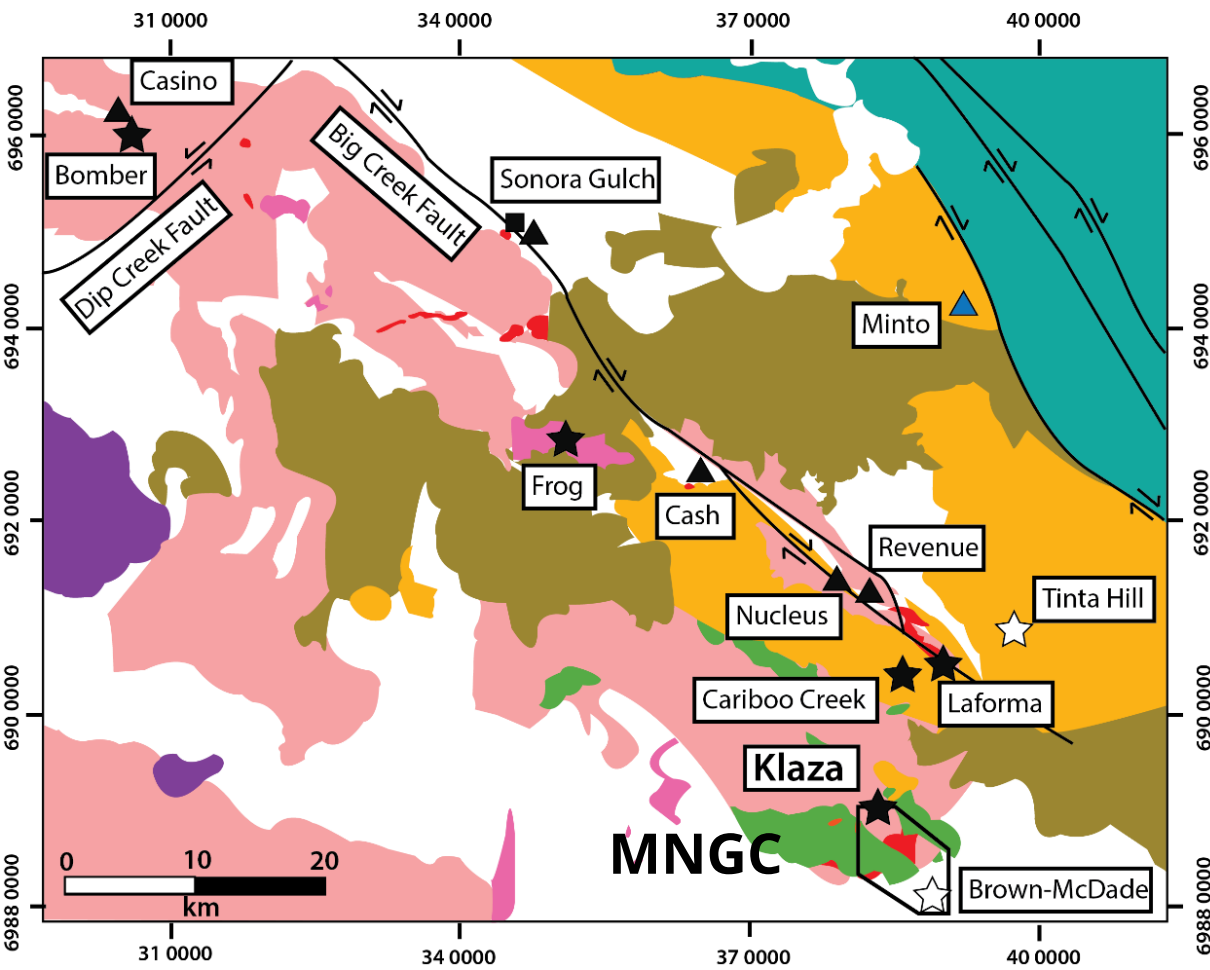 31 0000
34 0000
37 0000
40 0000
696 0000
694 0000
692 0000
690 0000
6988 0000
696 0000
694 0000
692 0000
690 0000
6988 0000
Casino
Bomber
Dip Creek Fault
Big Creek Fault
Sonora Gulch
Minto
Frog
Cash
Revenue
Nucleus
Tinta Hill
Cariboo Creek
Laforma
Klaza
MNGC
Brown-McDade
0 10 20
km
31 0000
34 0000
37 0000
40 0000